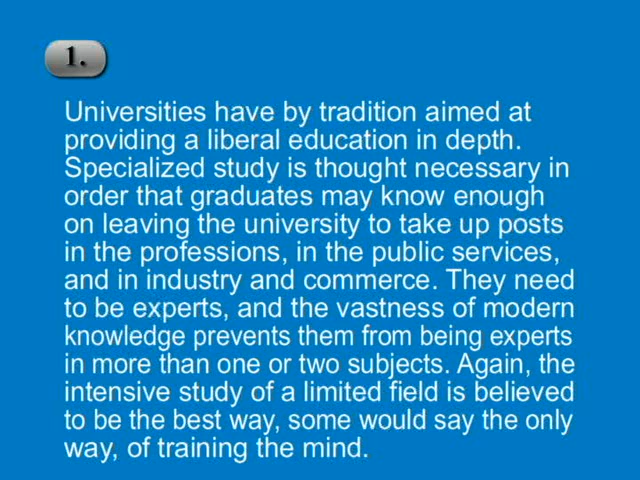 1.
Universities have by tradition aimed at
providing a liberal education in depth.
Specialized study is thought necessary in
order that graduates may know enough
on leaving the university to take up posts
in the professions, in the public services,
and in industry and commerce. They need
to be experts, and the vastness of modern
knowledge prevents them from being experts
in more than one or two subjects. Again, the
intensive study of a limited field is believed
to be the best way, some would say the only
way, of training the mind.